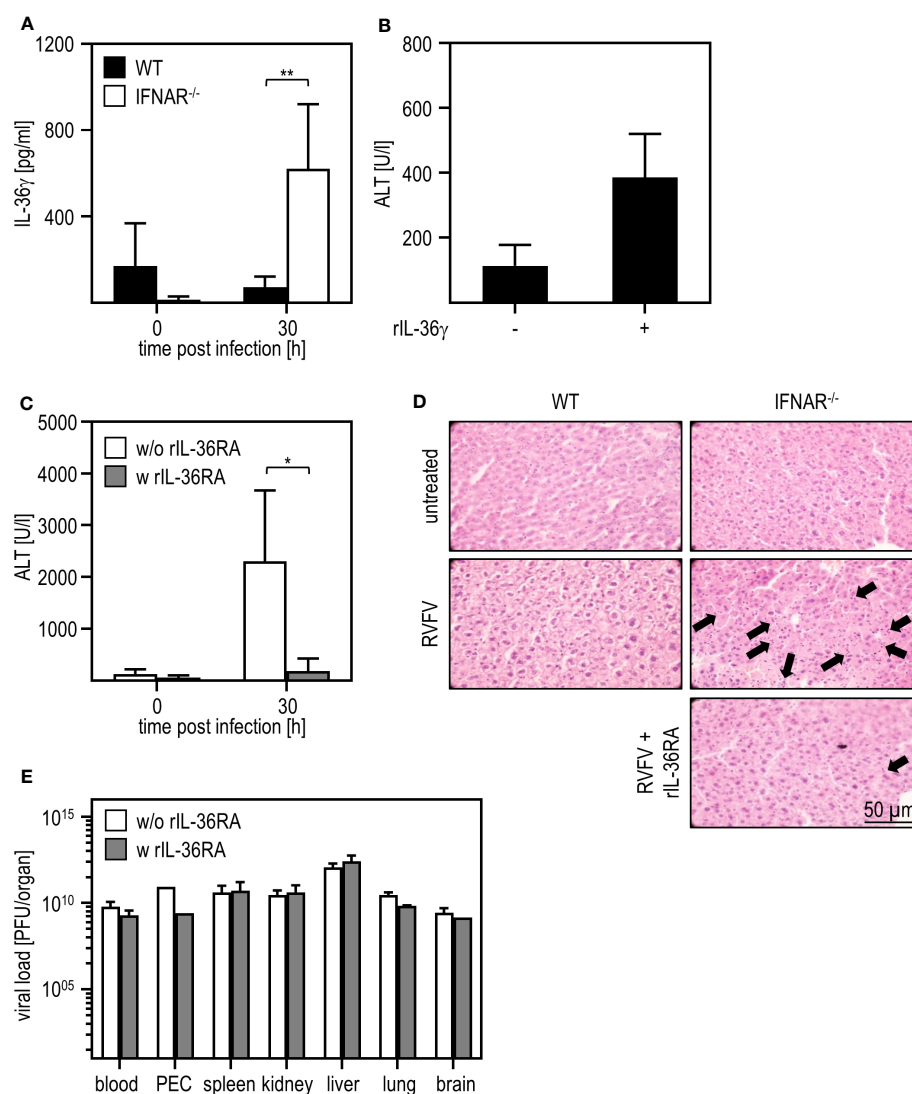 A
1200
800
400
IL-36γ [pg/ml]
WT
IFNAR-/-
**
0 30
time post infection [h]
B
800
600
400
200
ALT [U/l]
rIL-36γ - +
C
5000
4000
3000
2000
1000
ALT [U/l]
w/o rIL-36RA
w rIL-36RA
*
0 30
time post infection [h]
D
WT IFNAR-/-
untreated
RVFV
RVFV +
rIL-36RA
50 µm
E
10^15
10^10
10^05
viral load [PFU/organ]
w/o rIL-36RA
w rIL-36RA
blood PEC spleen kidney liver lung brain